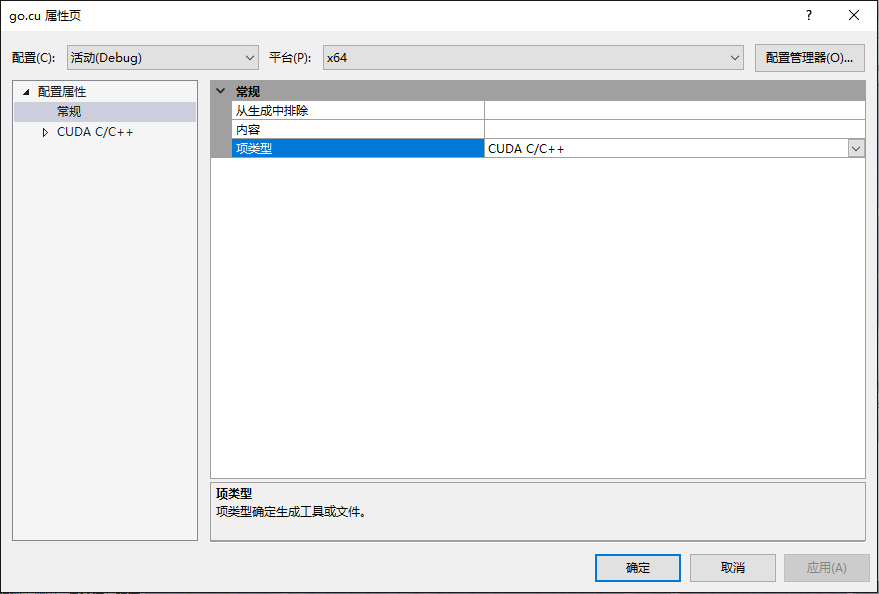 go.cu 属性页
配置(C): 活动(Debug) 平台(P): x64 配置管理器(O)...
配置属性
常规
CUDA C/C++
常规
从生成中排除
内容
项类型 CUDA C/C++
项类型
项类型确定生成工具或文件。
确定 取消 应用(A)